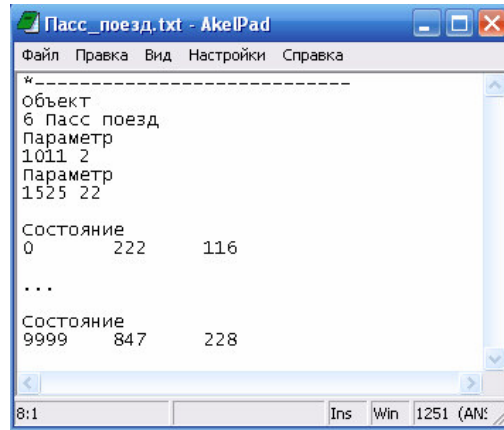 Пасс_поезд.txt - AkelPad
Файл Правка Вид Настройки Справка
*----------------------------
Объект
6 Пасс поезд
Параметр
1011 2
Параметр
1525 22
Состояние
0 222 116
...
Состояние
9999 847 228
8:1 Ins Win 1251 (ANS